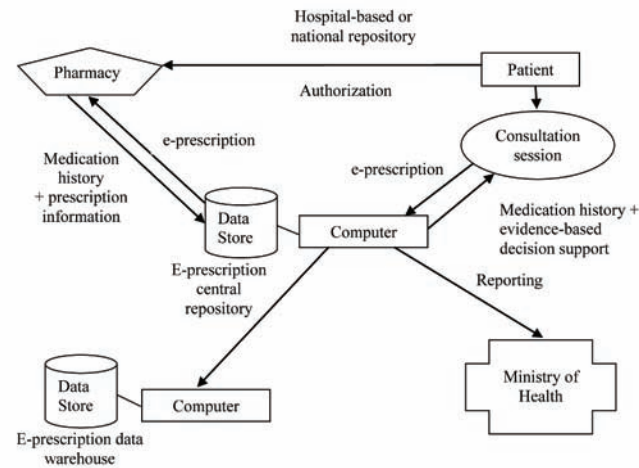 Hospital-based or
national repository
Pharmacy
Patient
Authorization
e-prescription
Consultation
session
Medication
history
+ prescription
information
e-prescription
Data
Store
Computer
Medication history +
evidence-based
decision support
E-prescription
central
repository
Reporting
Data
Store
Computer
Ministry of
Health
E-prescription data
warehouse